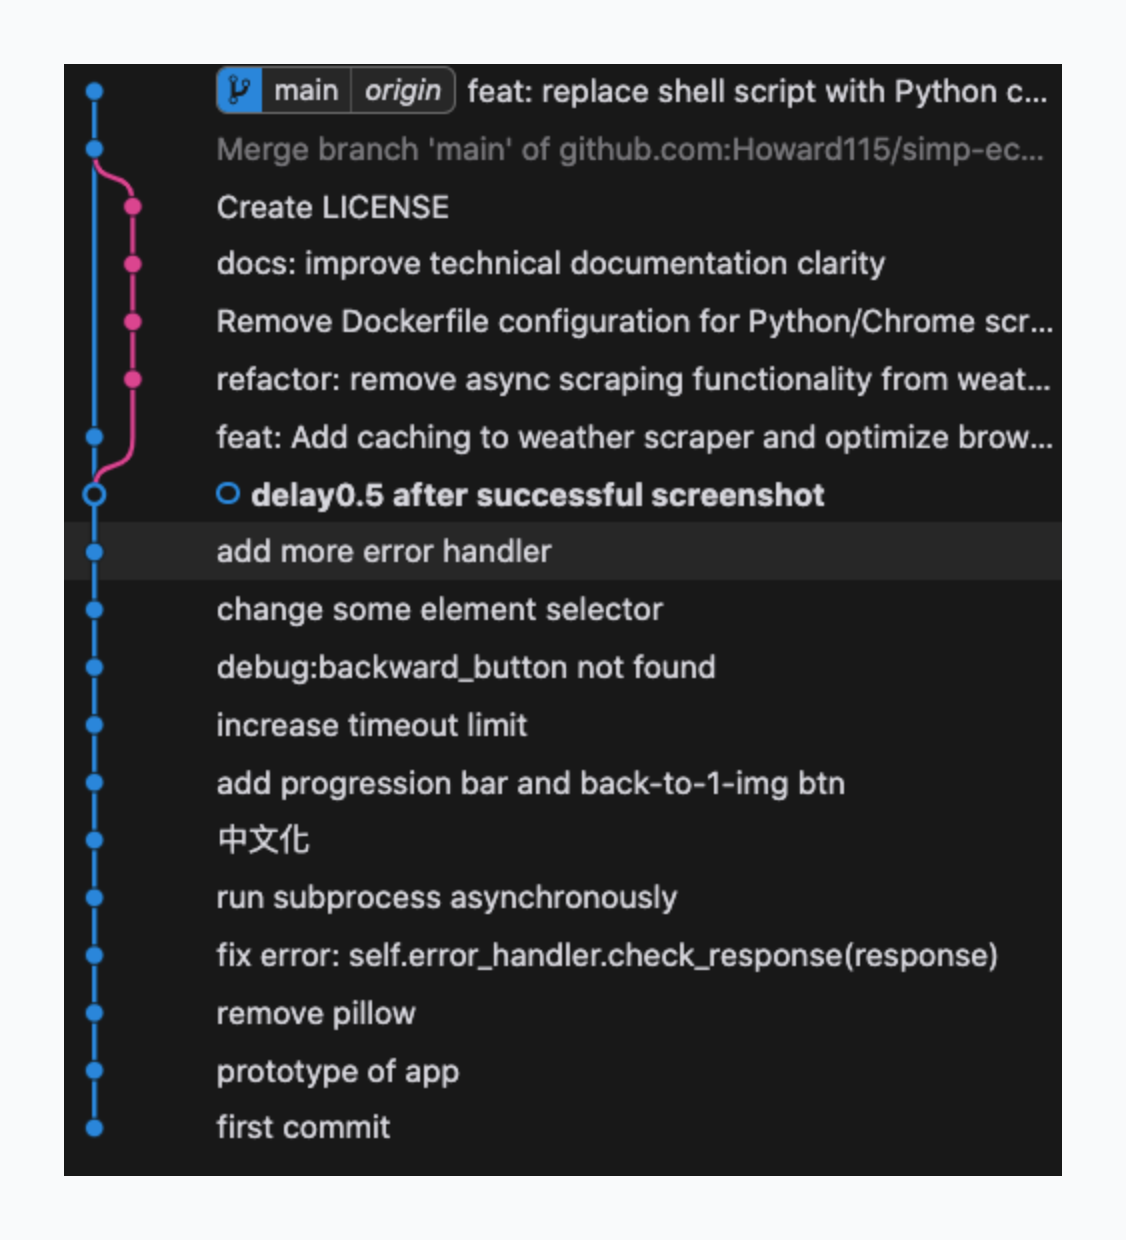 main origin feat: replace shell script with Python c...
Merge branch 'main' of github.com:Howard115/simp-ec...
Create LICENSE
docs: improve technical documentation clarity
Remove Dockerfile configuration for Python/Chrome scr...
refactor: remove async scraping functionality from weat...
feat: Add caching to weather scraper and optimize brow...
delay0.5 after successful screenshot
add more error handler
change some element selector
debug:backward_button not found
increase timeout limit
add progression bar and back-to-1-img btn
中文化
run subprocess asynchronously
fix error: self.error_handler.check_response(response)
remove pillow
prototype of app
first commit